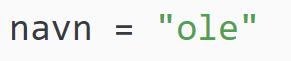 navn = "ole"